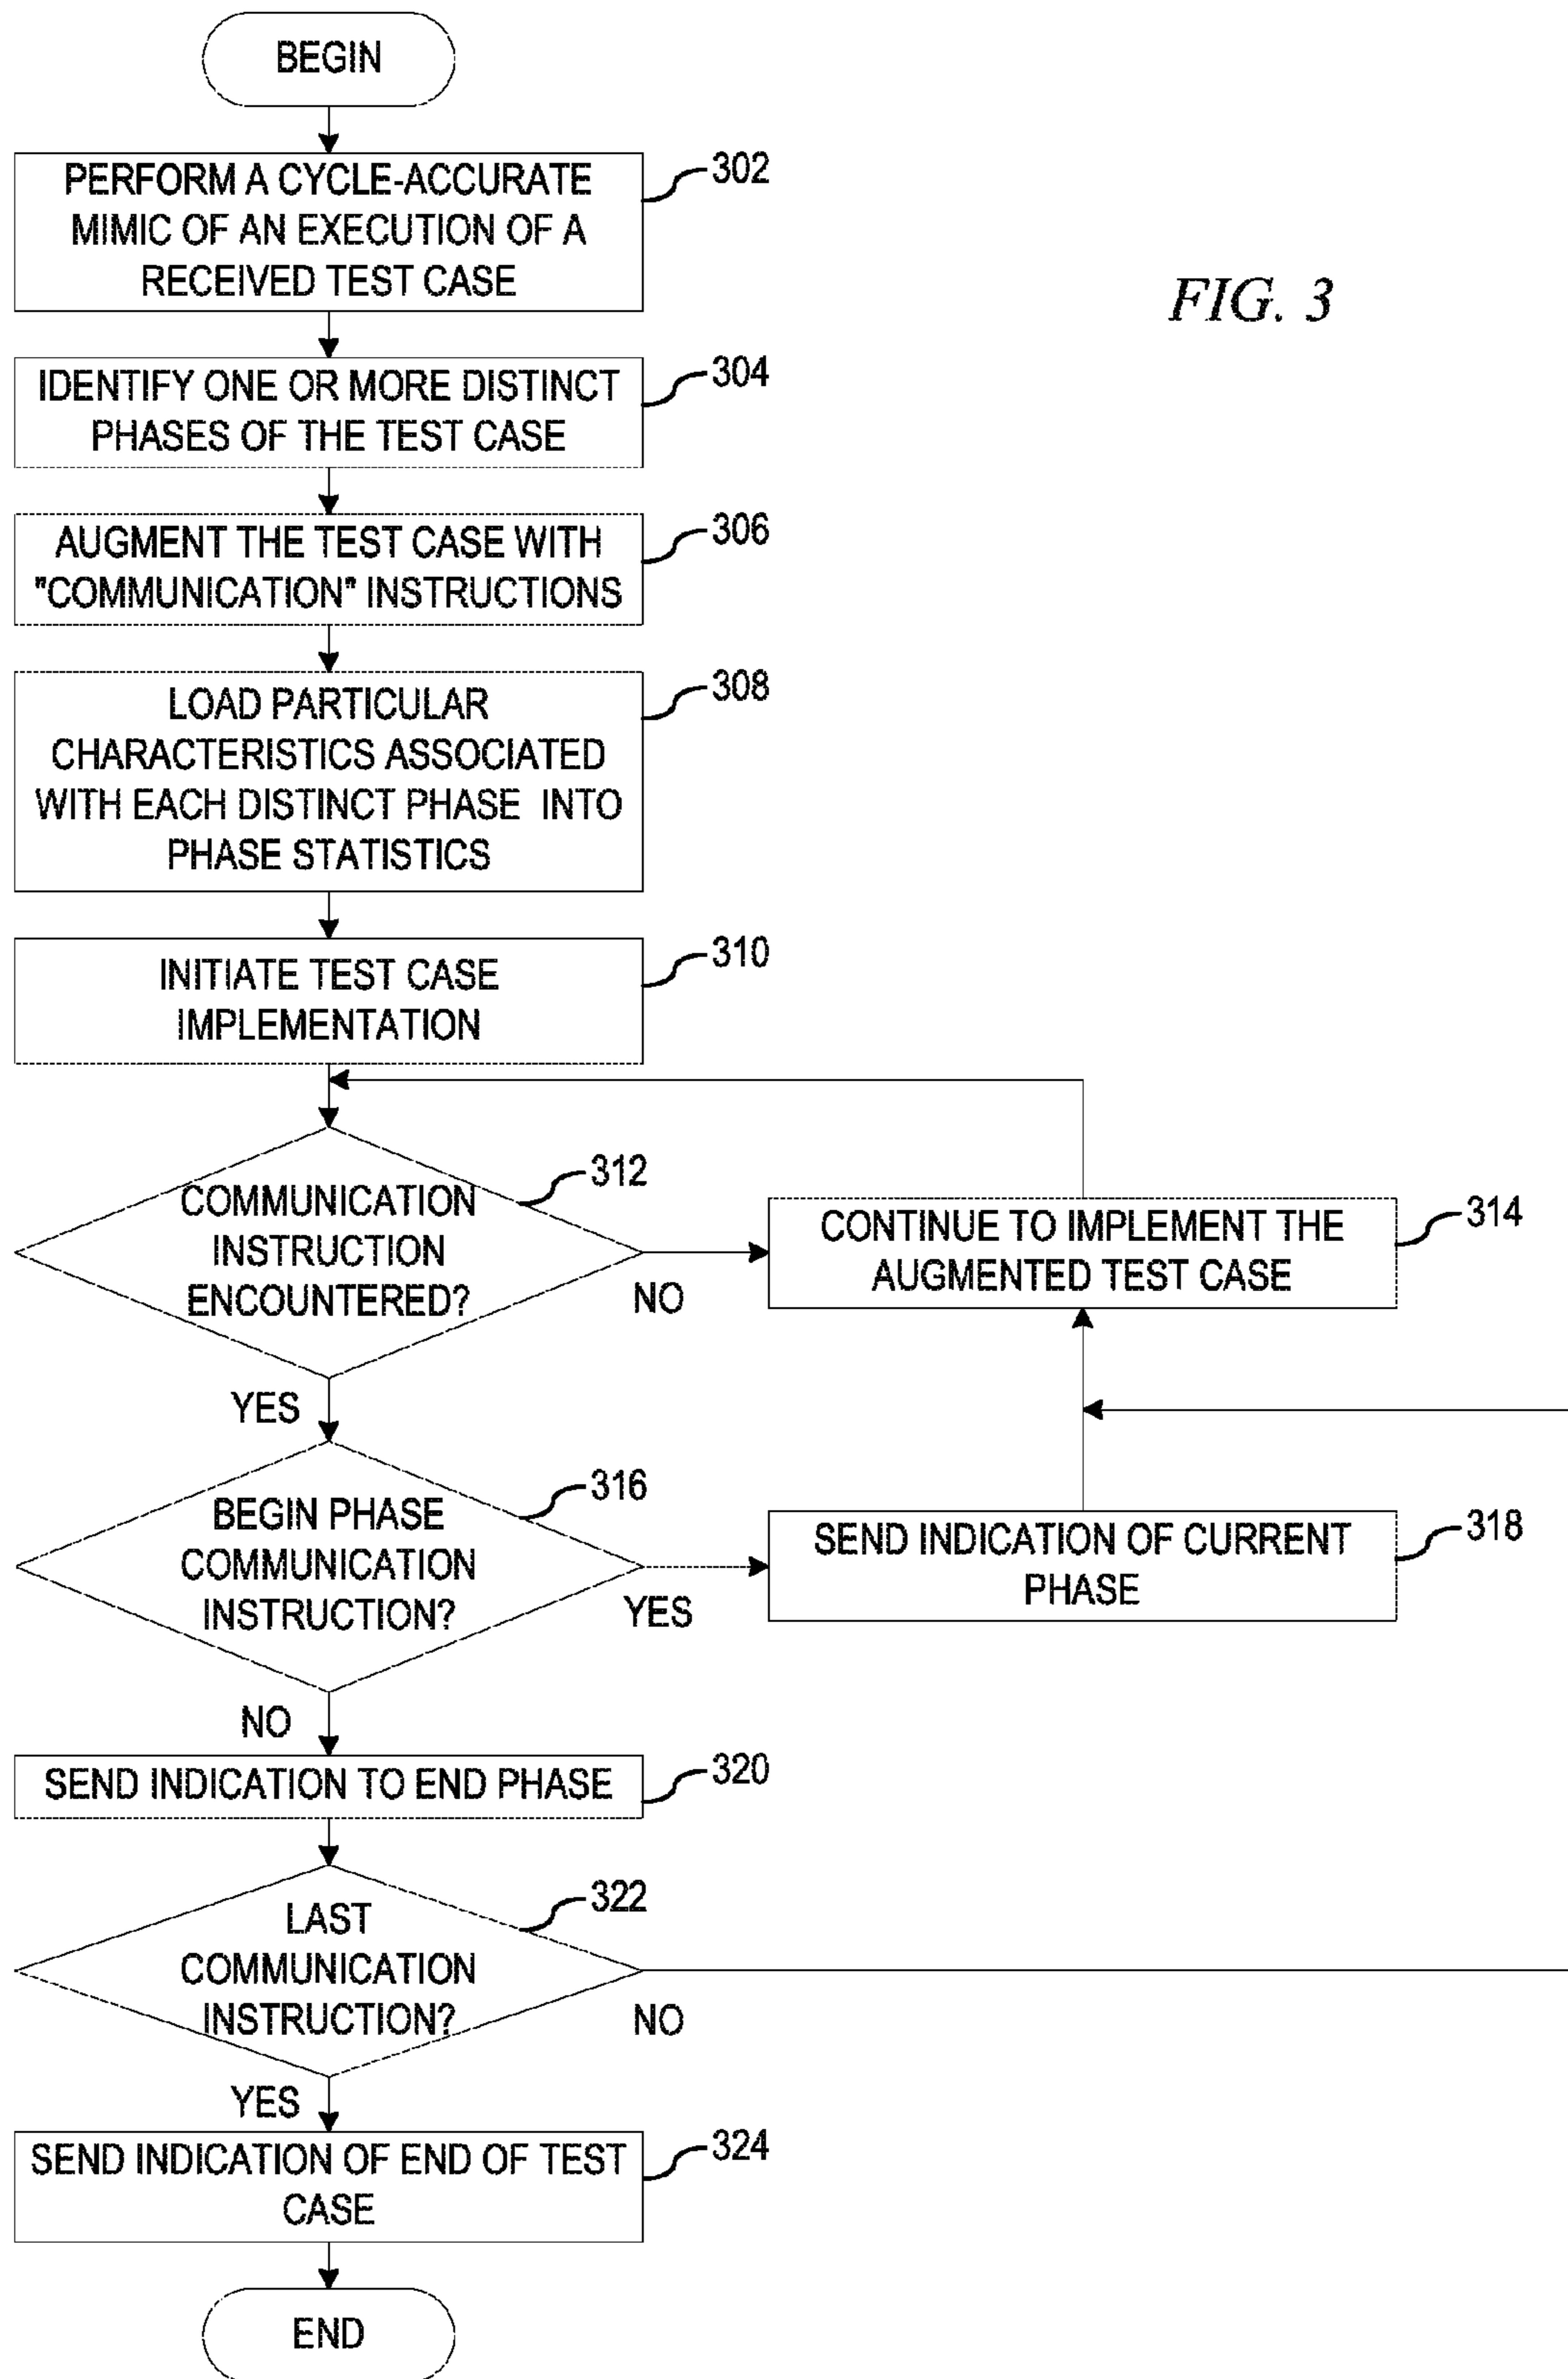 BEGIN
PERFORM A CYCLE-ACCURATE
MIMIC OF AN EXECUTION OF A
RECEIVED TEST CASE
302
FIG. 3
IDENTIFY ONE OR MORE DISTINCT
PHASES OF THE TEST CASE
304
AUGMENT THE TEST CASE WITH
"COMMUNICATION" INSTRUCTIONS
306
LOAD PARTICULAR
CHARACTERISTICS ASSOCIATED
WITH EACH DISTINCT PHASE INTO
PHASE STATISTICS
308
INITIATE TEST CASE
IMPLEMENTATION
310
COMMUNICATION
INSTRUCTION
ENCOUNTERED?
312
NO
CONTINUE TO IMPLEMENT THE
AUGMENTED TEST CASE
314
YES
BEGIN PHASE
COMMUNICATION
INSTRUCTION?
316
YES
SEND INDICATION OF CURRENT
PHASE
318
NO
SEND INDICATION TO END PHASE
320
LAST
COMMUNICATION
INSTRUCTION?
322
NO
YES
SEND INDICATION OF END OF TEST
CASE
324
END